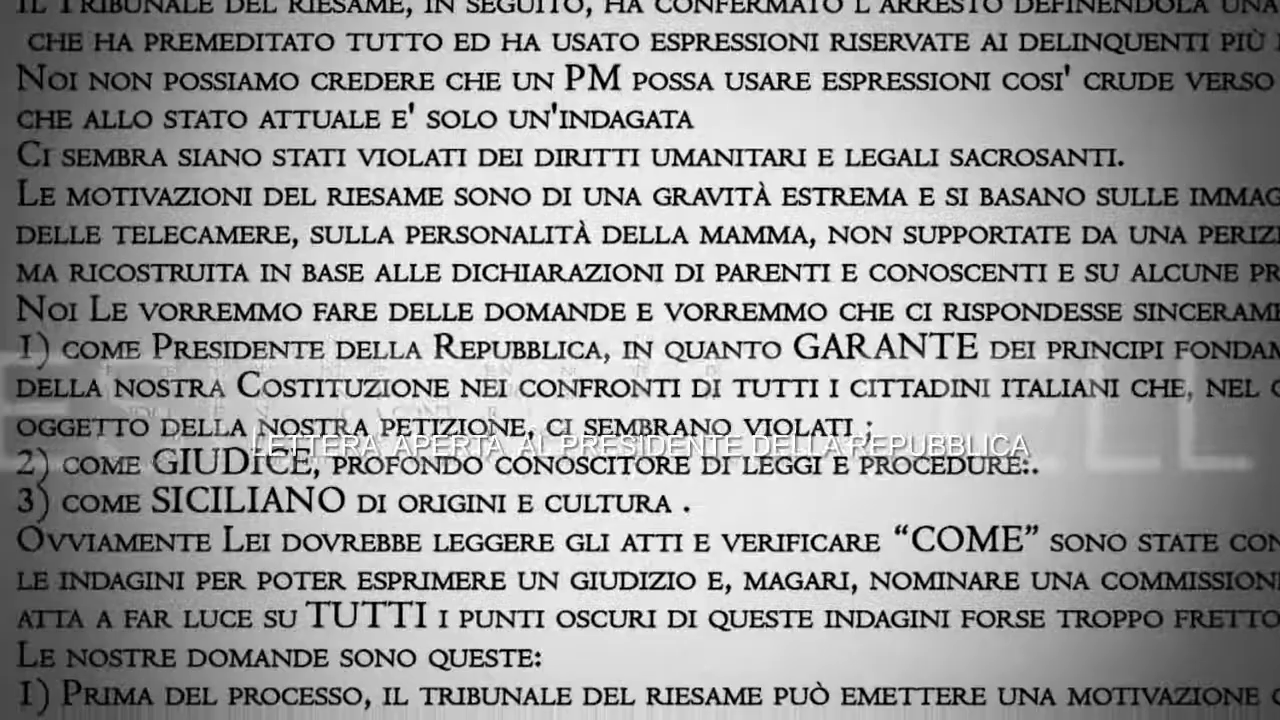 IL TRIBUNALE DEL RIESAME, IN SEGUITO, HA CONFERMATO L'ARRESTO DEFINENDOLA UNA
CHE HA PREMEDITATO TUTTO ED HA USATO ESPRESSIONI RISERVATE AI DELINQUENTI PIÙ
NOI NON POSSIAMO CREDERE CHE UN PM POSSA USARE ESPRESSIONI COSI' CRUDE VERSO
CHE ALLO STATO ATTUALE E' SOLO UN'INDAGATA
CI SEMBRA SIANO STATI VIOLATI DEI DIRITTI UMANITARI E LEGALI SACROSANTI.
LE MOTIVAZIONI DEL RIESAME SONO DI UNA GRAVITÀ ESTREMA E SI BASANO SULLE IMMAG
DELLE TELECAMERE, SULLA PERSONALITÀ DELLA MAMMA, NON SUPPORTATE DA UNA PERIZI
MA RICOSTRUITA IN BASE ALLE DICHIARAZIONI DI PARENTI E CONOSCENTI E SU ALCUNE PR
NOI LE VORREMMO FARE DELLE DOMANDE E VORREMMO CHE CI RISPONDESSE SINCERAME
1) COME PRESIDENTE DELLA REPUBBLICA, IN QUANTO GARANTE DEI PRINCIPI FONDAM
DELLA NOSTRA COSTITUZIONE NEI CONFRONTI DI TUTTI I CITTADINI ITALIANI CHE, NEL
OGGETTO DELLA NOSTRA PETIZIONE, CI SEMBRANO VIOLATI ;
LETTERA APERTA AL PRESIDENTE DELLA REPUBBLICA
2) COME GIUDICE, PROFONDO CONOSCITORE DI LEGGI E PROCEDURE:.
3) COME SICILIANO DI ORIGINI E CULTURA .
OVVIAMENTE LEI DOVREBBE LEGGERE GLI ATTI E VERIFICARE “COME” SONO STATE CON
LE INDAGINI PER POTER ESPRIMERE UN GIUDIZIO E, MAGARI, NOMINARE UNA COMMISSION
ATTA A FAR LUCE SU TUTTI I PUNTI OSCURI DI QUESTE INDAGINI FORSE TROPPO FRETTO
LE NOSTRE DOMANDE SONO QUESTE:
1) PRIMA DEL PROCESSO, IL TRIBUNALE DEL RIESAME PUÒ EMETTERE UNA MOTIVAZIONE